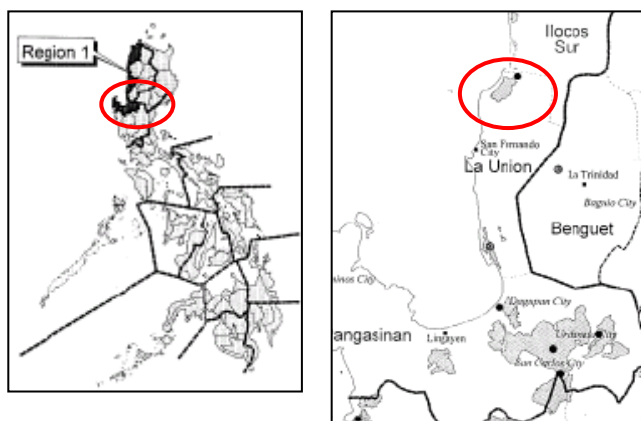 Region 1
Ilocos
Sur
San Fernando
City
La Union
La Trinidad
Baguio City
Benguet
minos City
Dagupan City
angasinan
Lingayen
Urdaneta City
San Carlos City